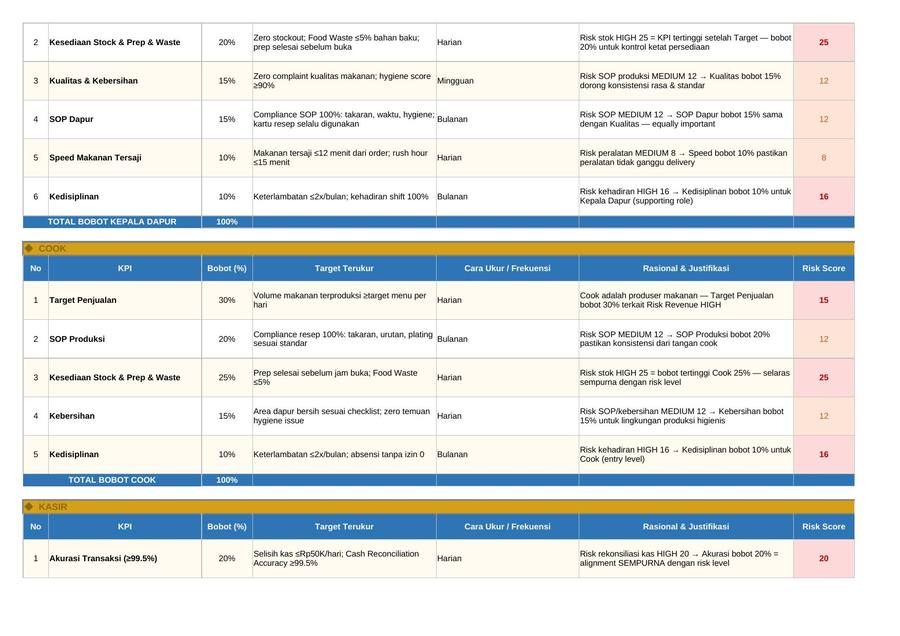 2 Kesediaan Stock & Prep & Waste 20% Zero stockout; Food Waste ≤5% bahan baku; prep selesai sebelum buka Harian Risk stok HIGH 25 = KPI tertinggi setelah Target — bobot 20% untuk kontrol ketat persediaan 25
3 Kualitas & Kebersihan 15% Zero complaint kualitas makanan; hygiene score ≥90% Mingguan Risk SOP produksi MEDIUM 12 → Kualitas bobot 15% dorong konsistensi rasa & standar 12
4 SOP Dapur 15% Compliance SOP 100%: takaran, waktu, hygiene; kartu resep selalu digunakan Bulanan Risk SOP MEDIUM 12 → SOP Dapur bobot 15% sama dengan Kualitas — equally important 12
5 Speed Makanan Tersaji 10% Makanan tersaji ≤12 menit dari order; rush hour ≤15 menit Harian Risk peralatan MEDIUM 8 → Speed bobot 10% pastikan peralatan tidak ganggu delivery 8
6 Kedisiplinan 10% Keterlambatan ≤2x/bulan; kehadiran shift 100% Bulanan Risk kehadiran HIGH 16 → Kedisiplinan bobot 10% untuk Kepala Dapur (supporting role) 16
TOTAL BOBOT KEPALA DAPUR 100%
◆ COOK
No KPI Bobot (%) Target Terukur Cara Ukur / Frekuensi Rasional & Justifikasi Risk Score
1 Target Penjualan 30% Volume makanan terproduksi ≥target menu per hari Harian Cook adalah produser makanan — Target Penjualan bobot 30% terkait Risk Revenue HIGH 15
2 SOP Produksi 20% Compliance resep 100%: takaran, urutan, plating sesuai standar Bulanan Risk SOP MEDIUM 12 → SOP Produksi bobot 20% pastikan konsistensi dari tangan cook 12
3 Kesediaan Stock & Prep & Waste 25% Prep selesai sebelum jam buka; Food Waste ≤5% Harian Risk stok HIGH 25 = bobot tertinggi Cook 25% — selaras sempurna dengan risk level 25
4 Kebersihan 15% Area dapur bersih sesuai checklist; zero temuan hygiene issue Harian Risk SOP/kebersihan MEDIUM 12 → Kebersihan bobot 15% untuk lingkungan produksi higienis 12
5 Kedisiplinan 10% Keterlambatan ≤2x/bulan; absensi tanpa izin 0 Bulanan Risk kehadiran HIGH 16 → Kedisiplinan bobot 10% untuk Cook (entry level) 16
TOTAL BOBOT COOK 100%
◆ KASIR
No KPI Bobot (%) Target Terukur Cara Ukur / Frekuensi Rasional & Justifikasi Risk Score
1 Akurasi Transaksi (≥99.5%) 20% Selisih kas ≤Rp50K/hari; Cash Reconciliation Accuracy ≥99.5% Harian Risk rekonsiliasi kas HIGH 20 → Akurasi bobot 20% = alignment SEMPURNA dengan risk level 20